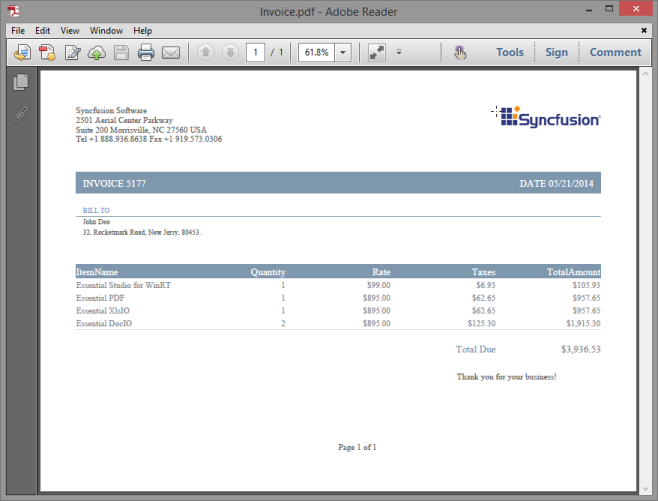 Invoice.pdf - Adobe Reader
File Edit View Window Help
1 / 1 61.8% Tools Sign Comment
Syncfusion Software
2501 Aerial Center Parkway
Suite 200 Morrisville, NC 27560 USA
Tel +1 888.936.8638 Fax +1 919.573.0306
Syncfusion
INVOICE 5177 DATE 05/21/2014
BILL TO
John Doe
32, Rocketmark Road, New Jersy, 80453.
ItemName Quantity Rate Taxes TotalAmount
Essential Studio for WinRT 1 $99.00 $6.93 $105.93
Essential PDF 1 $895.00 $62.65 $957.65
Essential XlsIO 1 $895.00 $62.65 $957.65
Essential DocIO 2 $895.00 $125.30 $1,915.30
Total Due $3,936.53
Thank you for your business!
Page 1 of 1